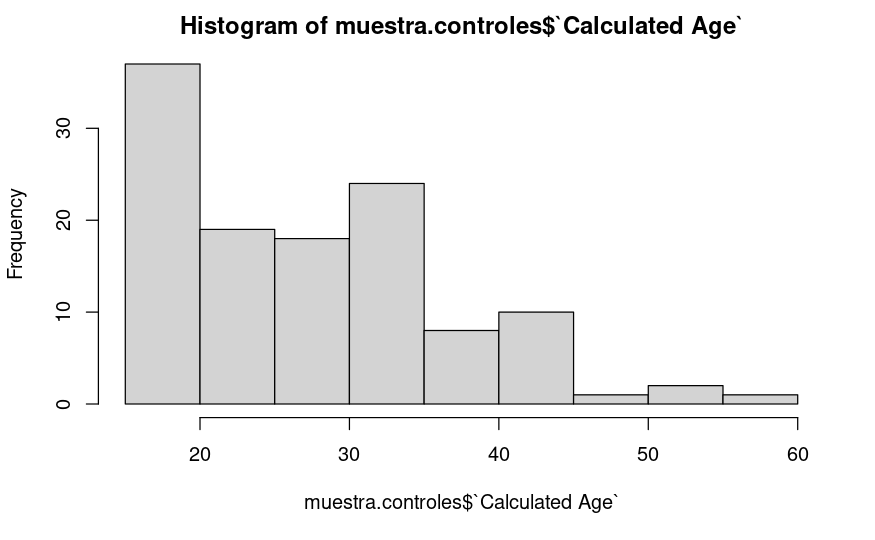 Histogram of muestra.controles$`Calculated Age`
Frequency
30
20
10
0
20 30 40 50 60
muestra.controles$`Calculated Age`